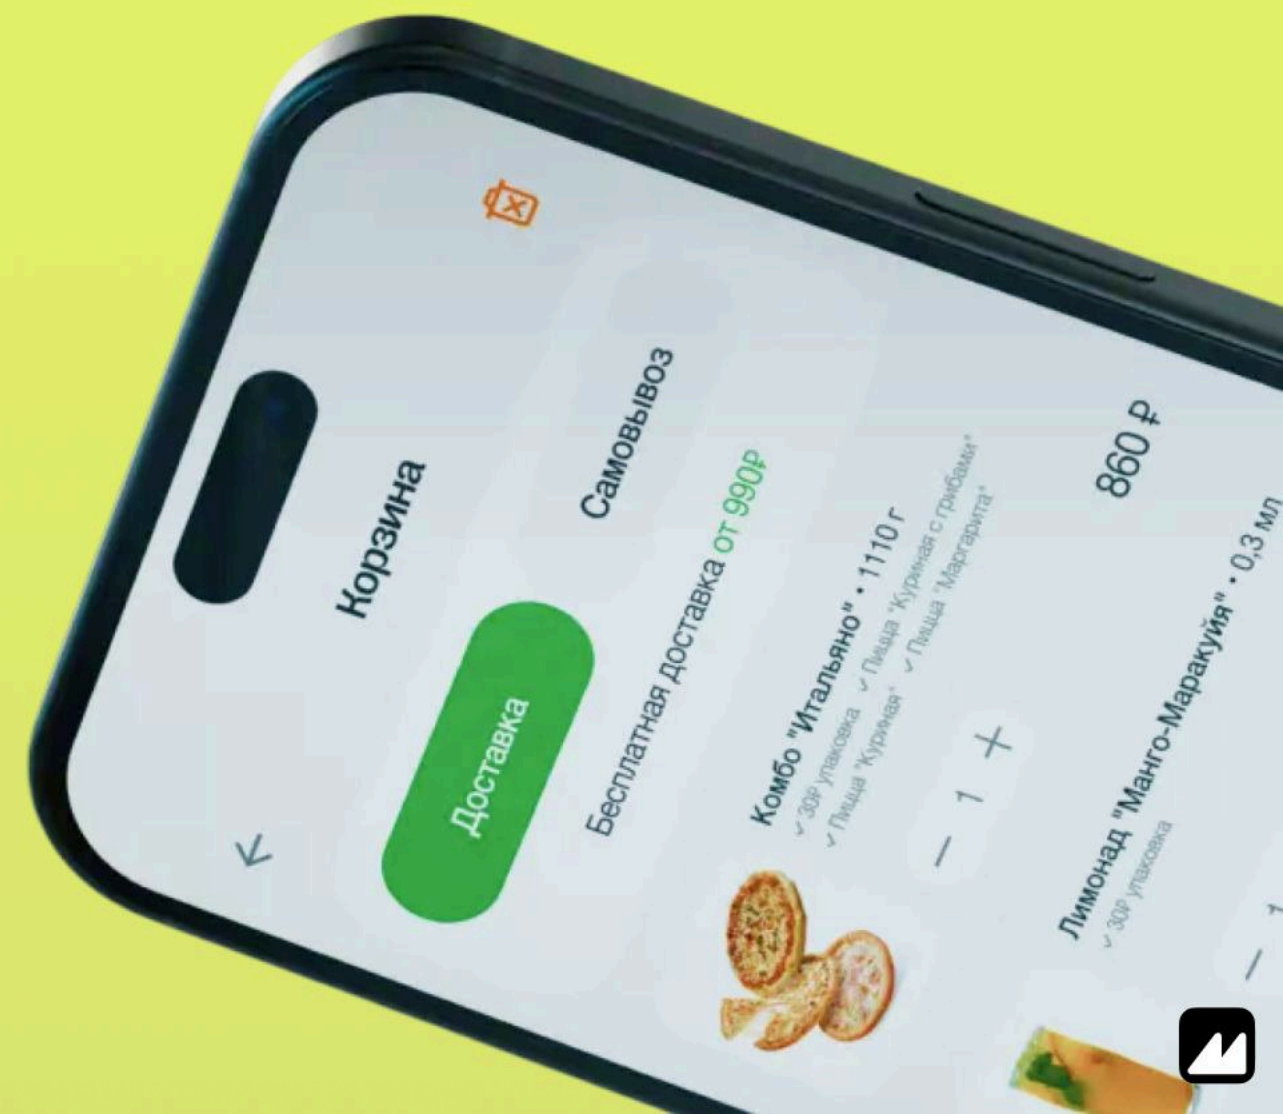 Корзина
Доставка
Самовывоз
Бесплатная доставка от 990₽
Комбо "Итальяно" • 1110 г
✓ 30₽ упаковка ✓ Пицца "Куриная с грибами"
✓ Пицца "Куриная" ✓ Пицца "Маргарита"
− 1 +
860 ₽
Лимонад "Манго-Маракуйя" • 0,3 мл
✓ 30₽ упаковка
− 1